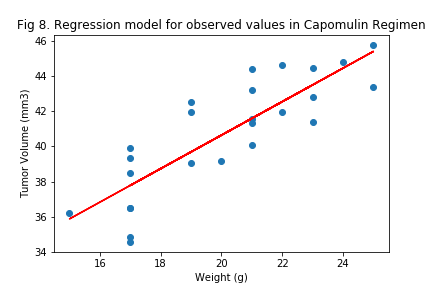 Fig 8. Regression model for observed values in Capomulin Regimen
46
44
42
40
38
36
34
Tumor Volume (mm3)
16 18 20 22 24
Weight (g)